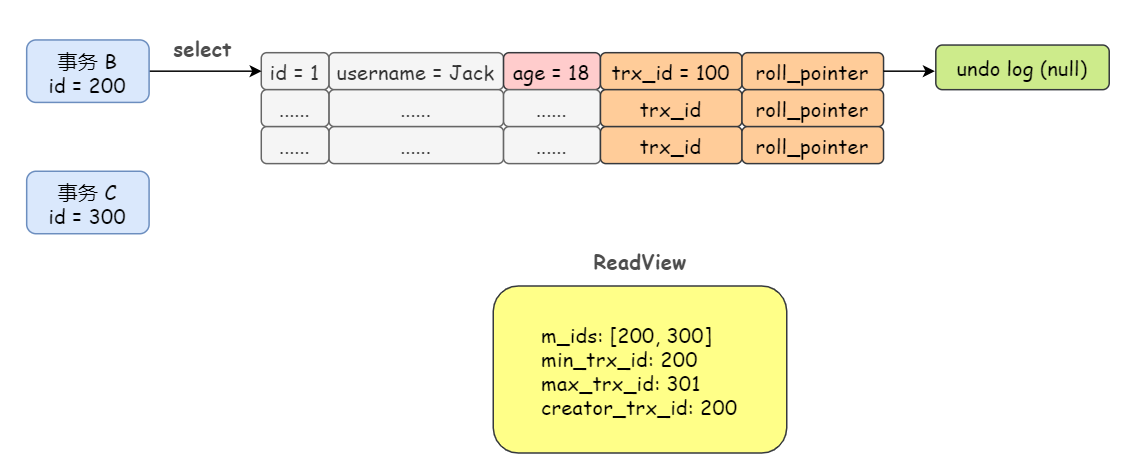 事务 B
id = 200
select
id = 1 username = Jack age = 18 trx_id = 100 roll_pointer
undo log (null)
...... ...... ...... trx_id roll_pointer
...... ...... ...... trx_id roll_pointer
事务 C
id = 300
ReadView
m_ids: [200, 300]
min_trx_id: 200
max_trx_id: 301
creator_trx_id: 200